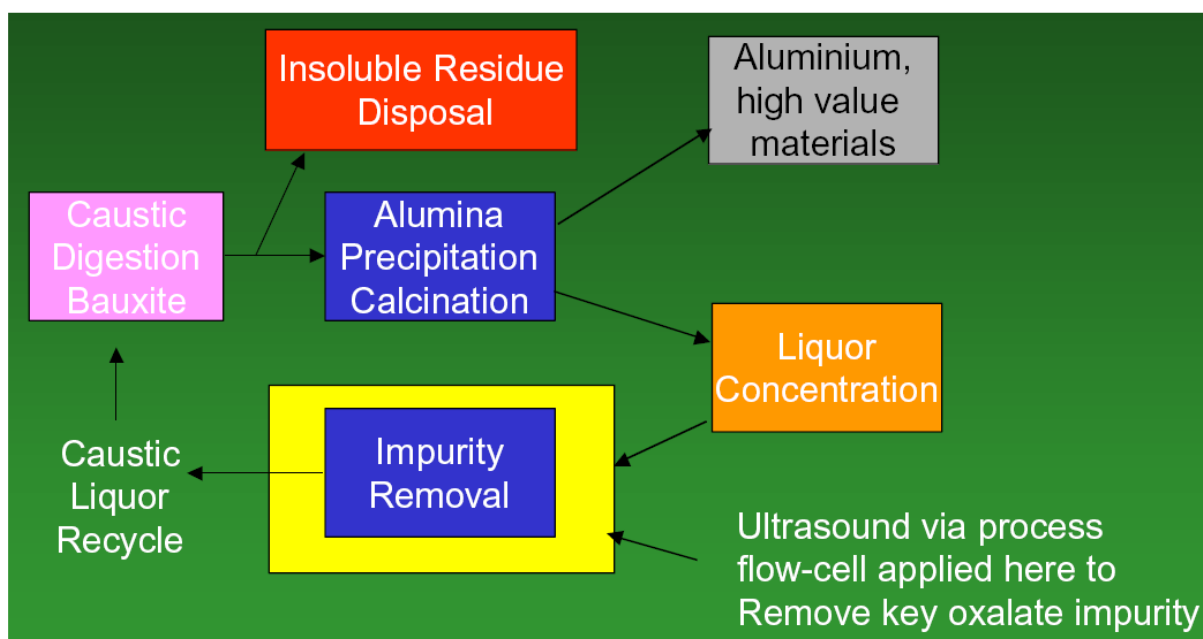 Insoluble Residue
Disposal
Aluminium,
high value
materials
Caustic
Digestion
Bauxite
Alumina
Precipitation
Calcination
Liquor
Concentration
Impurity
Removal
Caustic
Liquor
Recycle
Ultrasound via process
flow-cell applied here to
Remove key oxalate impurity